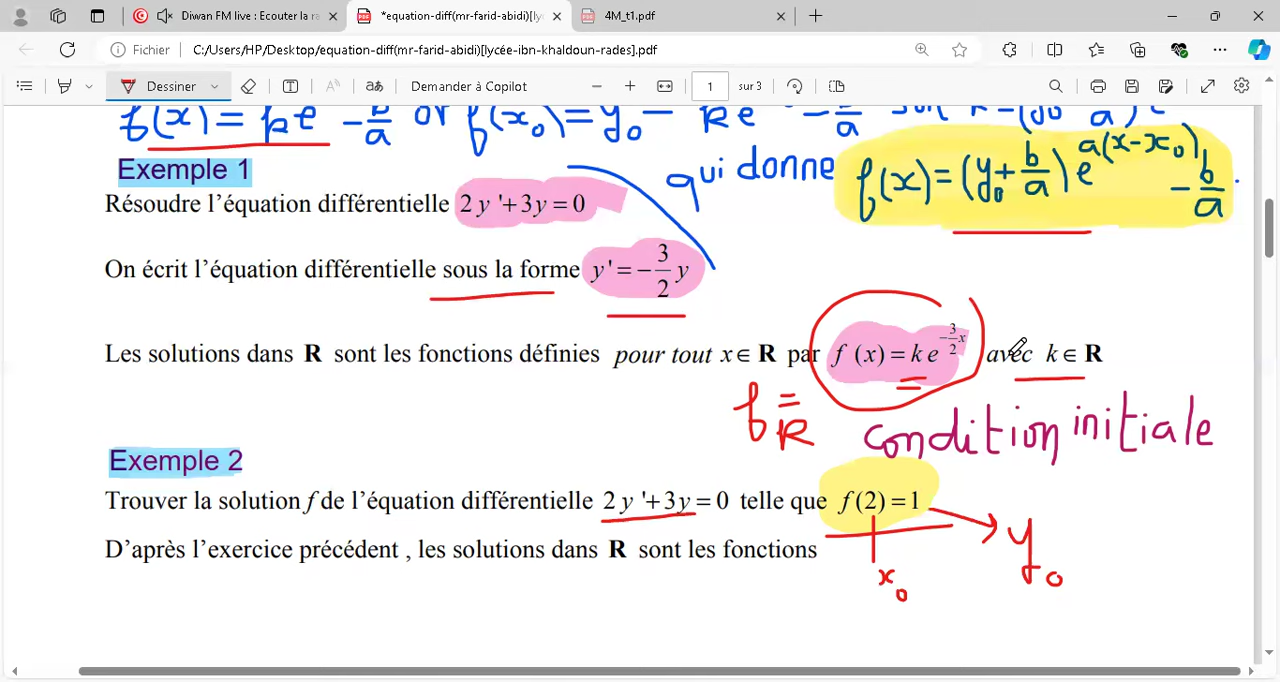 Diwan FM live : Ecouter la ra
*equation-diff(mr-farid-abidi)[lyc
4M_t1.pdf
Fichier C:/Users/HP/Desktop/equation-diff(mr-farid-abidi)[lycée-ibn-khaldoun-rades].pdf
Dessiner
Demander à Copilot
1 sur 3
f(x) = ke - b/a or f(x₀) = y₀
Exemple 1
qui donne f(x) = (y₀ + b/a) e^a(x-x₀) - b/a .
Résoudre l'équation différentielle 2y'+3y = 0
On écrit l'équation différentielle sous la forme y' = -3/2 y
Les solutions dans R sont les fonctions définies pour tout x ∈ R par f(x) = k e^(-3/2 x) avec k ∈ R
condition initiale
Exemple 2
Trouver la solution f de l'équation différentielle 2y'+3y = 0 telle que f(2) = 1
y₀
D'après l'exercice précédent , les solutions dans R sont les fonctions
x₀